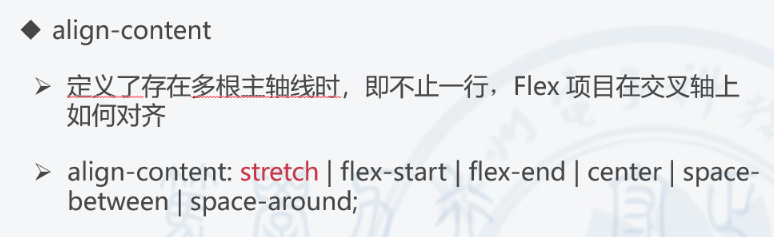 ◆ align-content
➢ 定义了存在多根主轴线时，即不止一行，Flex 项目在交叉轴上
如何对齐
➢ align-content: stretch | flex-start | flex-end | center | space-
between | space-around;